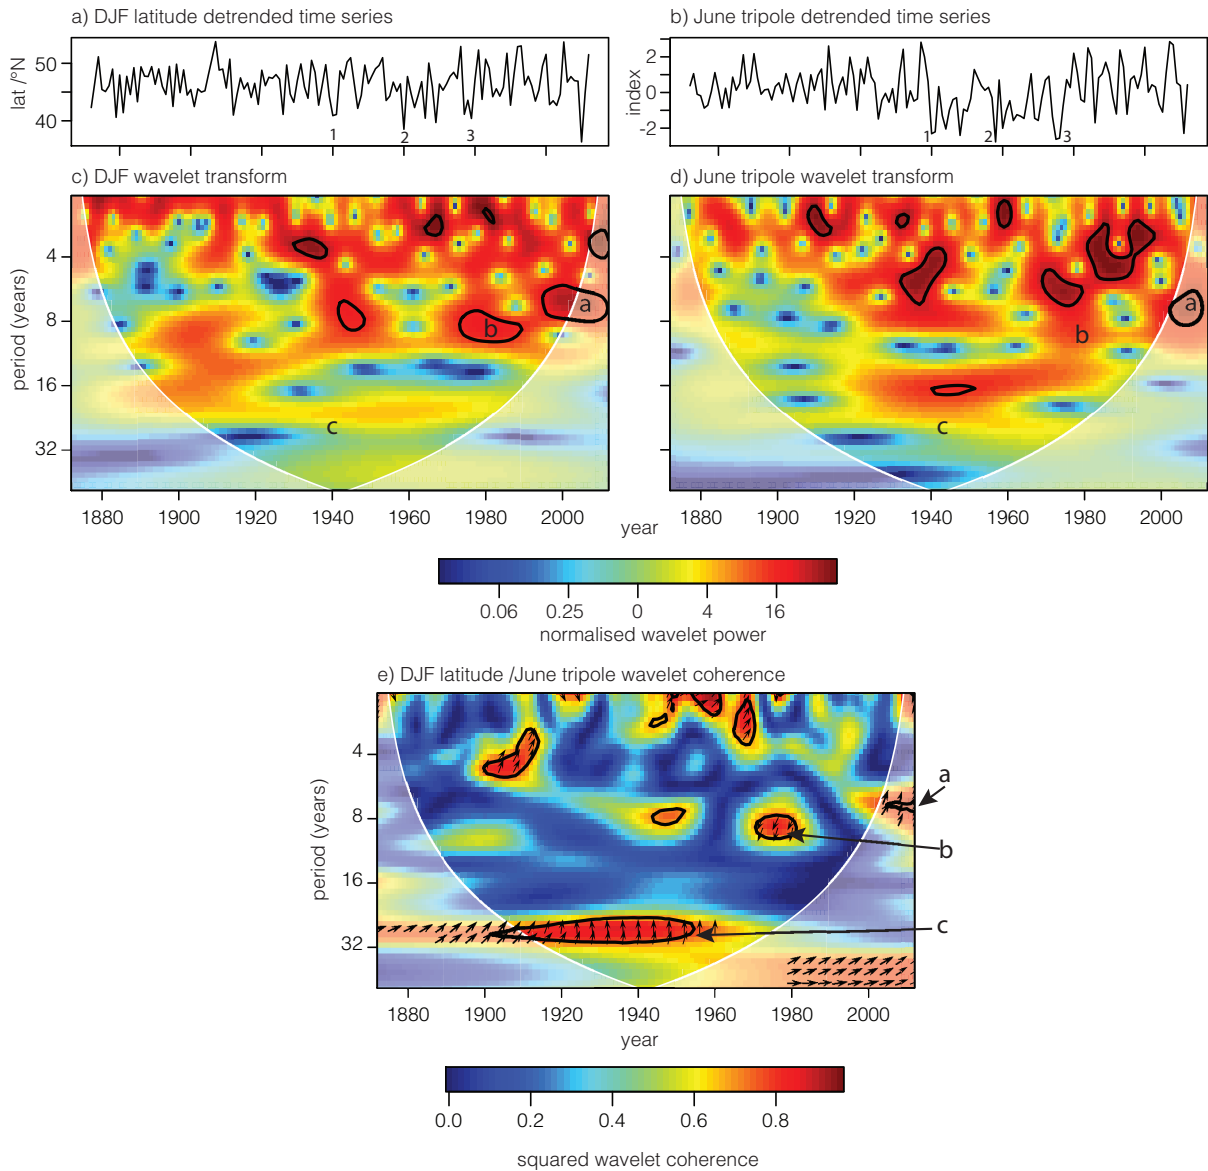 a) DJF latitude detrended time series
b) June tripole detrended time series
lat /°N
50
40
1
2
3
index
2
0
-2
1
2
3
c) DJF wavelet transform
d) June tripole wavelet transform
period (years)
4
8
16
32
a
b
c
a
b
c
1880 1900 1920 1940 1960 1980 2000
1880 1900 1920 1940 1960 1980 2000
year
0.06 0.25 0 4 16
normalised wavelet power
e) DJF latitude /June tripole wavelet coherence
period (years)
4
8
16
32
a
b
c
1880 1900 1920 1940 1960 1980 2000
year
0.0 0.2 0.4 0.6 0.8
squared wavelet coherence